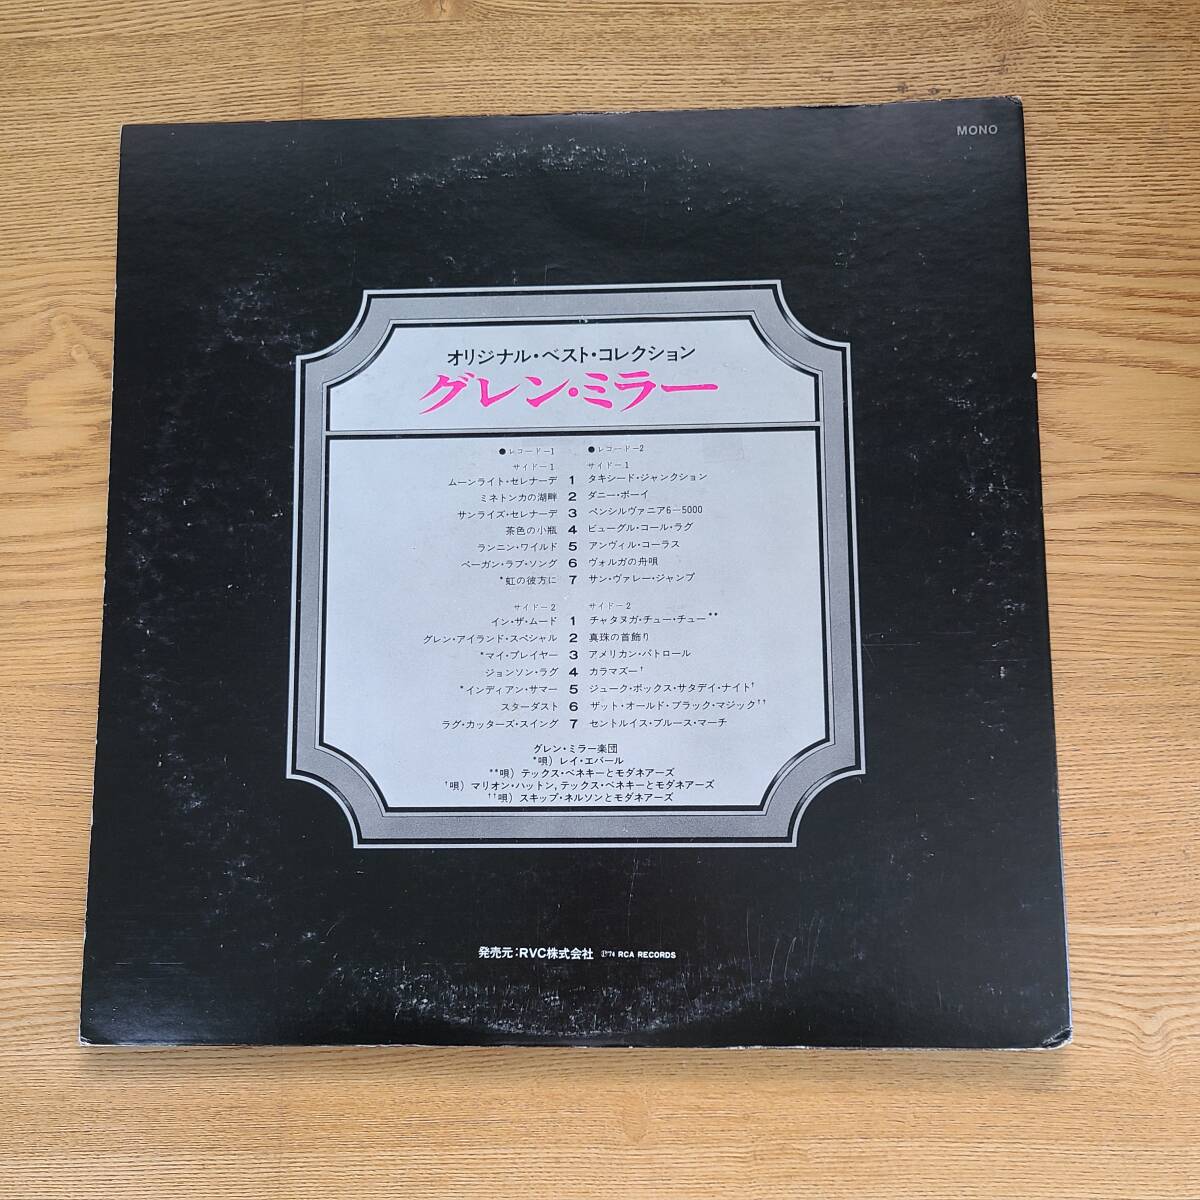 MONO
オリジナル・ベスト・コレクション
グレン・ミラー
●レコード−1 ●レコード−2
サイド−1 サイド−1
ムーンライト・セレナーデ 1 タキシード・ジャンクション
ミネトンカの湖畔 2 ダニー・ボーイ
サンライズ・セレナーデ 3 ペンシルヴァニア6−5000
茶色の小瓶 4 ビューグル・コール・ラグ
ランニン・ワイルド 5 アンヴィル・コーラス
ペーガン・ラブ・ソング 6 ヴォルガの舟唄
*虹の彼方に 7 サン・ヴァレー・ジャンプ
サイド−2 サイド−2
イン・ザ・ムード 1 チャタヌガ・チュー・チュー**
グレン・アイランド・スペシャル 2 真珠の首飾り
*マイ・プレイヤー 3 アメリカン・パトロール
ジョンソン・ラグ 4 カラマズー†
*インディアン・サマー 5 ジューク・ボックス・サタデイ・ナイト†
スターダスト 6 ザット・オールド・ブラック・マジック††
ラグ・カッターズ・スイング 7 セントルイス・ブルース・マーチ
グレン・ミラー楽団
*唄) レイ・エバール
**唄) テックス・ベネキーとモダネアーズ
†唄) マリオン・ハットン, テックス・ベネキーとモダネアーズ
††唄) スキップ・ネルソンとモダネアーズ
発売元:RVC株式会社 Ⓟ'76 RCA RECORDS